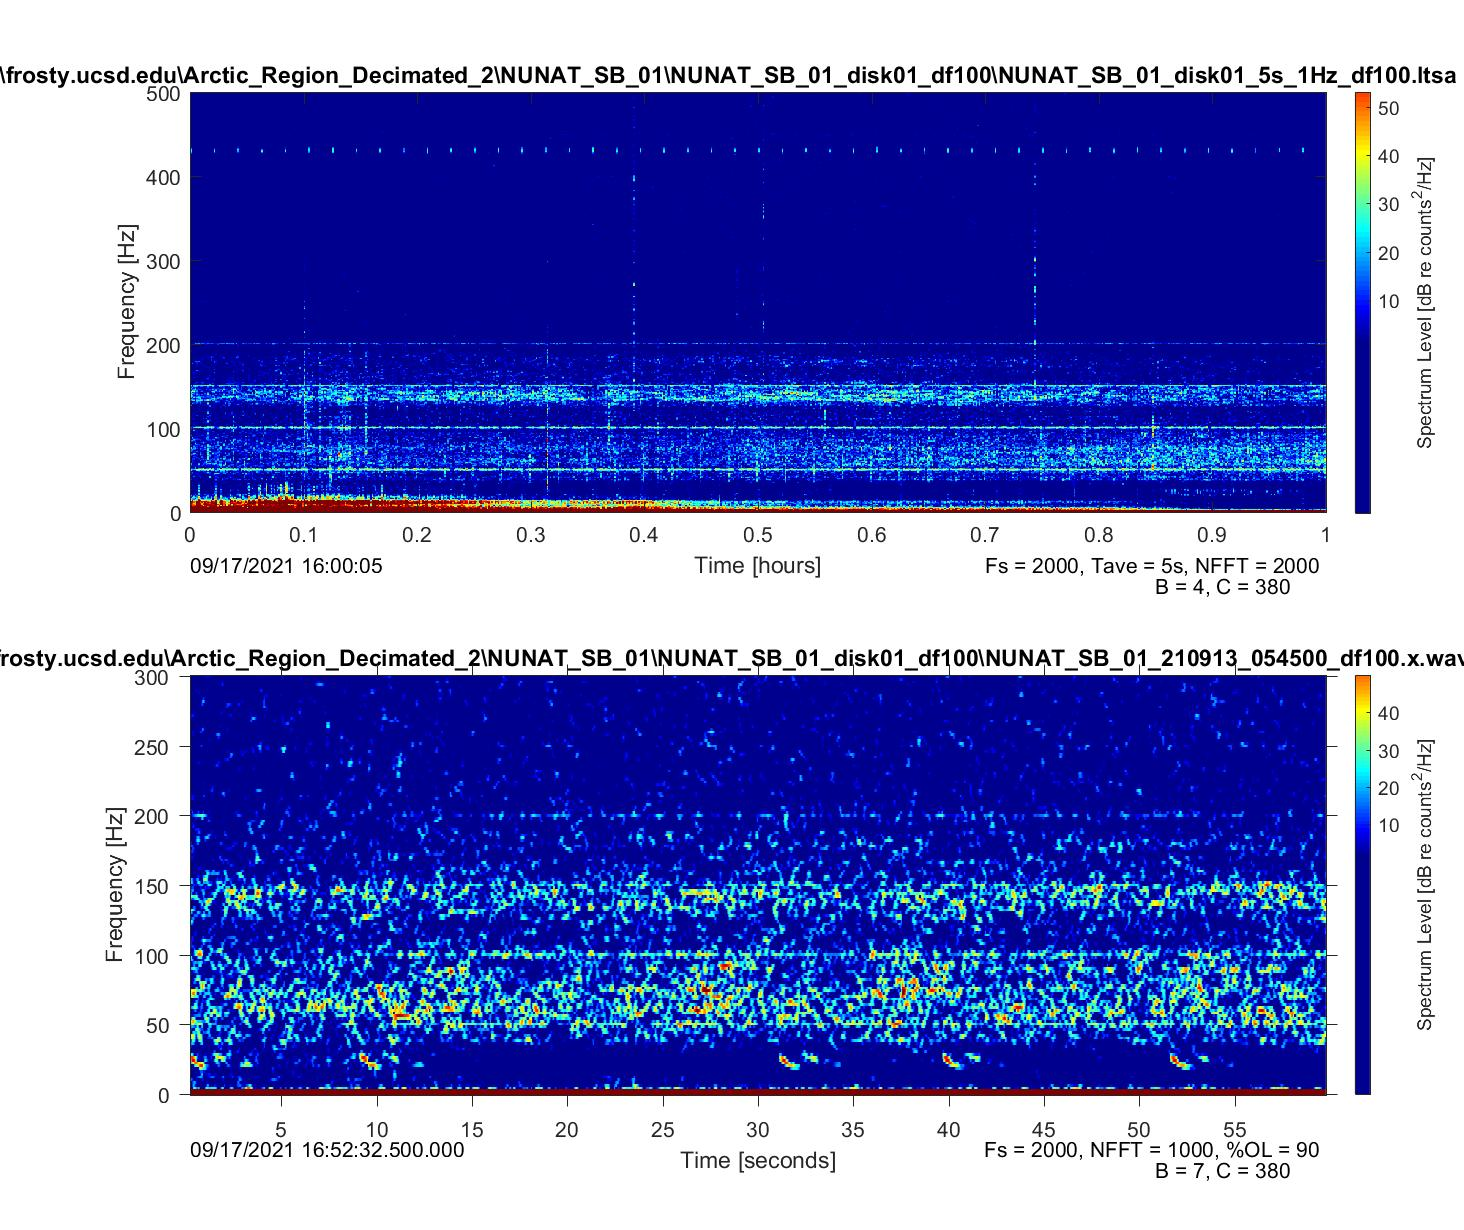 \frosty.ucsd.edu\Arctic_Region_Decimated_2\NUNAT_SB_01\NUNAT_SB_01_disk01_df100\NUNAT_SB_01_disk01_5s_1Hz_df100.ltsa
500
400
300
200
100
0
Frequency [Hz]
0 0.1 0.2 0.3 0.4 0.5 0.6 0.7 0.8 0.9 1
Time [hours]
09/17/2021 16:00:05
Fs = 2000, Tave = 5s, NFFT = 2000
B = 4, C = 380
50
40
30
20
10
Spectrum Level [dB re counts²/Hz]
frosty.ucsd.edu\Arctic_Region_Decimated_2\NUNAT_SB_01\NUNAT_SB_01_disk01_df100\NUNAT_SB_01_210913_054500_df100.x.wav
300
250
200
150
100
50
0
Frequency [Hz]
5 10 15 20 25 30 35 40 45 50 55
Time [seconds]
09/17/2021 16:52:32.500.000
Fs = 2000, NFFT = 1000, %OL = 90
B = 7, C = 380
40
30
20
10
Spectrum Level [dB re counts²/Hz]